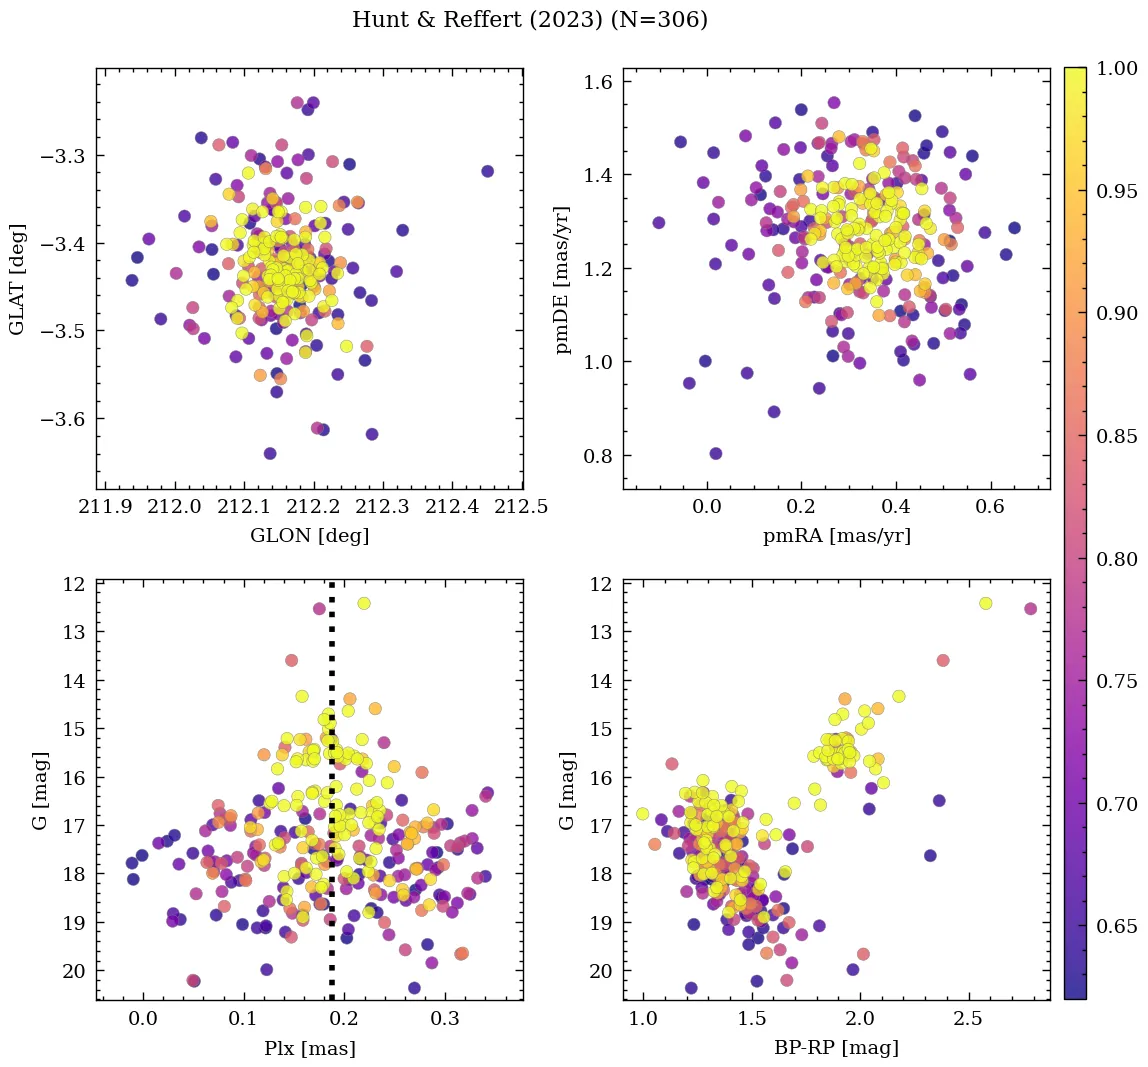 Hunt & Reffert (2023) (N=306)
−3.3
−3.4
−3.5
−3.6
GLAT [deg]
211.9 212.0 212.1 212.2 212.3 212.4 212.5
GLON [deg]
1.6
1.4
1.2
1.0
0.8
pmDE [mas/yr]
0.0 0.2 0.4 0.6
pmRA [mas/yr]
12
13
14
15
16
17
18
19
20
G [mag]
0.0 0.1 0.2 0.3
Plx [mas]
12
13
14
15
16
17
18
19
20
G [mag]
1.0 1.5 2.0 2.5
BP-RP [mag]
1.00
0.95
0.90
0.85
0.80
0.75
0.70
0.65